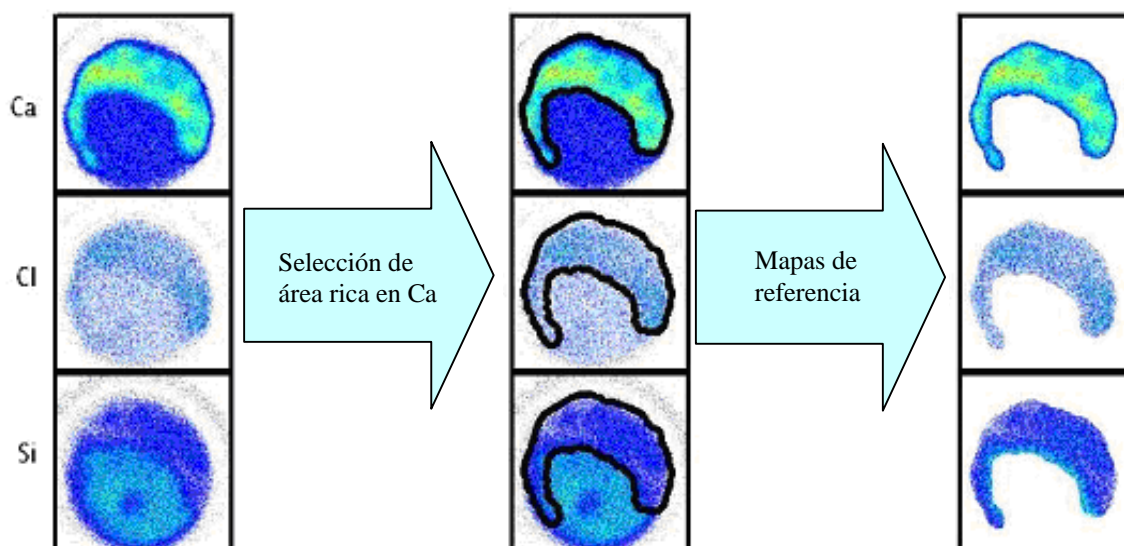 Ca
Cl
Si
Selección de
área rica en Ca
Mapas de
referencia